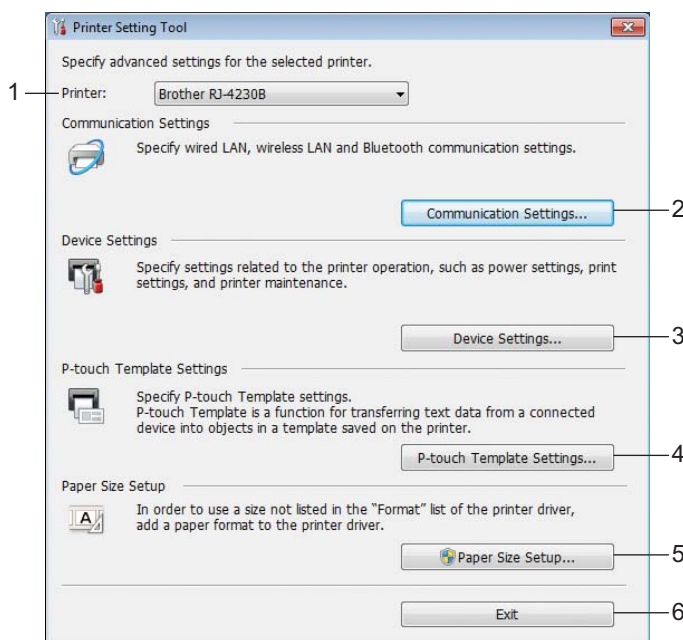 Printer Setting Tool
Specify advanced settings for the selected printer.
1 Printer: Brother RJ-4230B
Communication Settings
Specify wired LAN, wireless LAN and Bluetooth communication settings.
Communication Settings... 2
Device Settings
Specify settings related to the printer operation, such as power settings, print
settings, and printer maintenance.
Device Settings... 3
P-touch Template Settings
Specify P-touch Template settings.
P-touch Template is a function for transferring text data from a connected
device into objects in a template saved on the printer.
P-touch Template Settings... 4
Paper Size Setup
A
In order to use a size not listed in the "Format" list of the printer driver,
add a paper format to the printer driver.
Paper Size Setup... 5
Exit 6